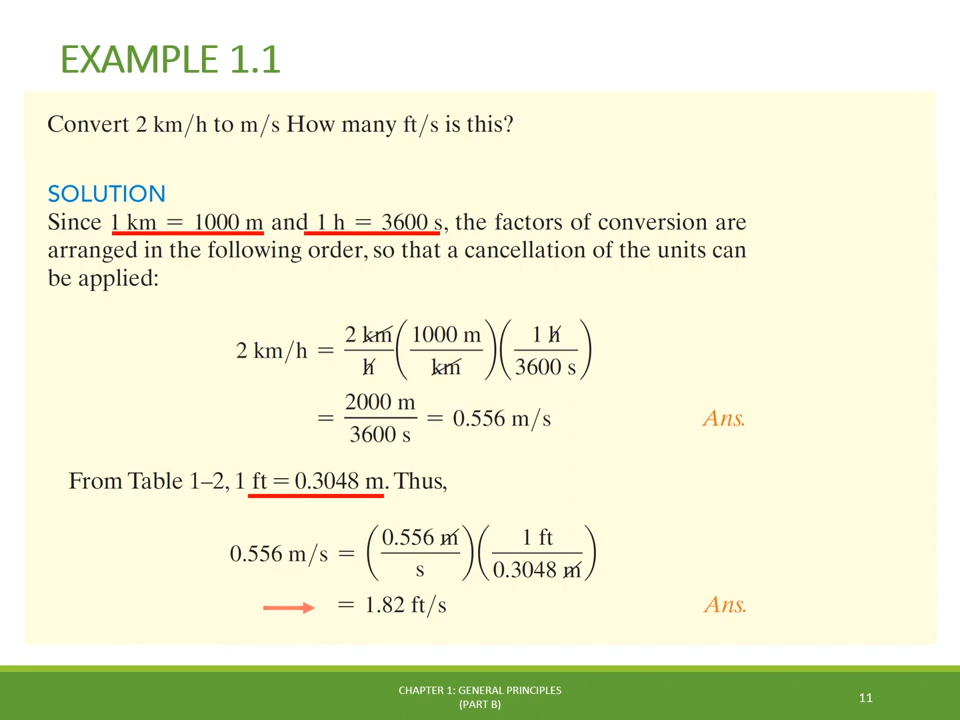 EXAMPLE 1.1
Convert 2 km/h to m/s How many ft/s is this?
SOLUTION
Since 1 km = 1000 m and 1 h = 3600 s, the factors of conversion are
arranged in the following order, so that a cancellation of the units can
be applied:
2 km/h = 2 km/h (1000 m/km)(1 h/3600 s)
= 2000 m/3600 s = 0.556 m/s Ans.
From Table 1–2, 1 ft = 0.3048 m. Thus,
0.556 m/s = (0.556 m/s)(1 ft/0.3048 m)
= 1.82 ft/s Ans.
CHAPTER 1: GENERAL PRINCIPLES
(PART B)
11